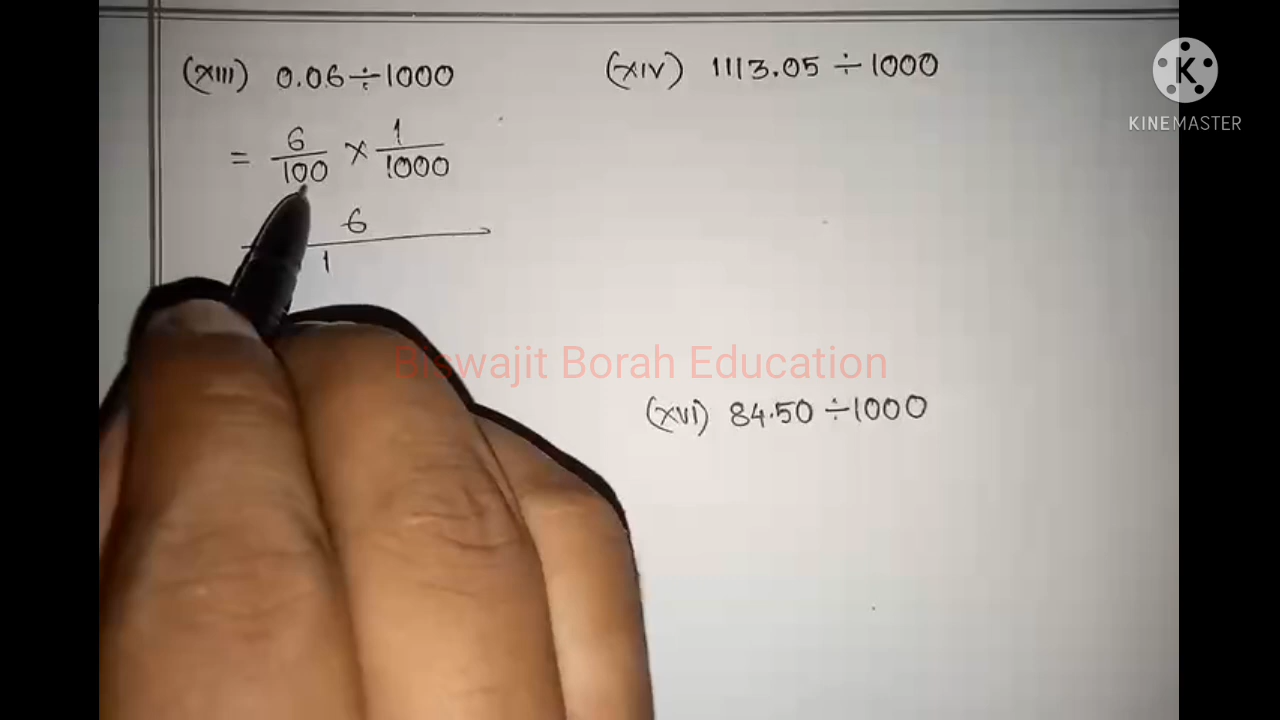 (XIII) 0.06÷1000
= 6/100 × 1/1000
6
1
(XIV) 1113.05 ÷1000
(XVI) 84.50 ÷1000
Biswajit Borah Education
K
KINEMASTER